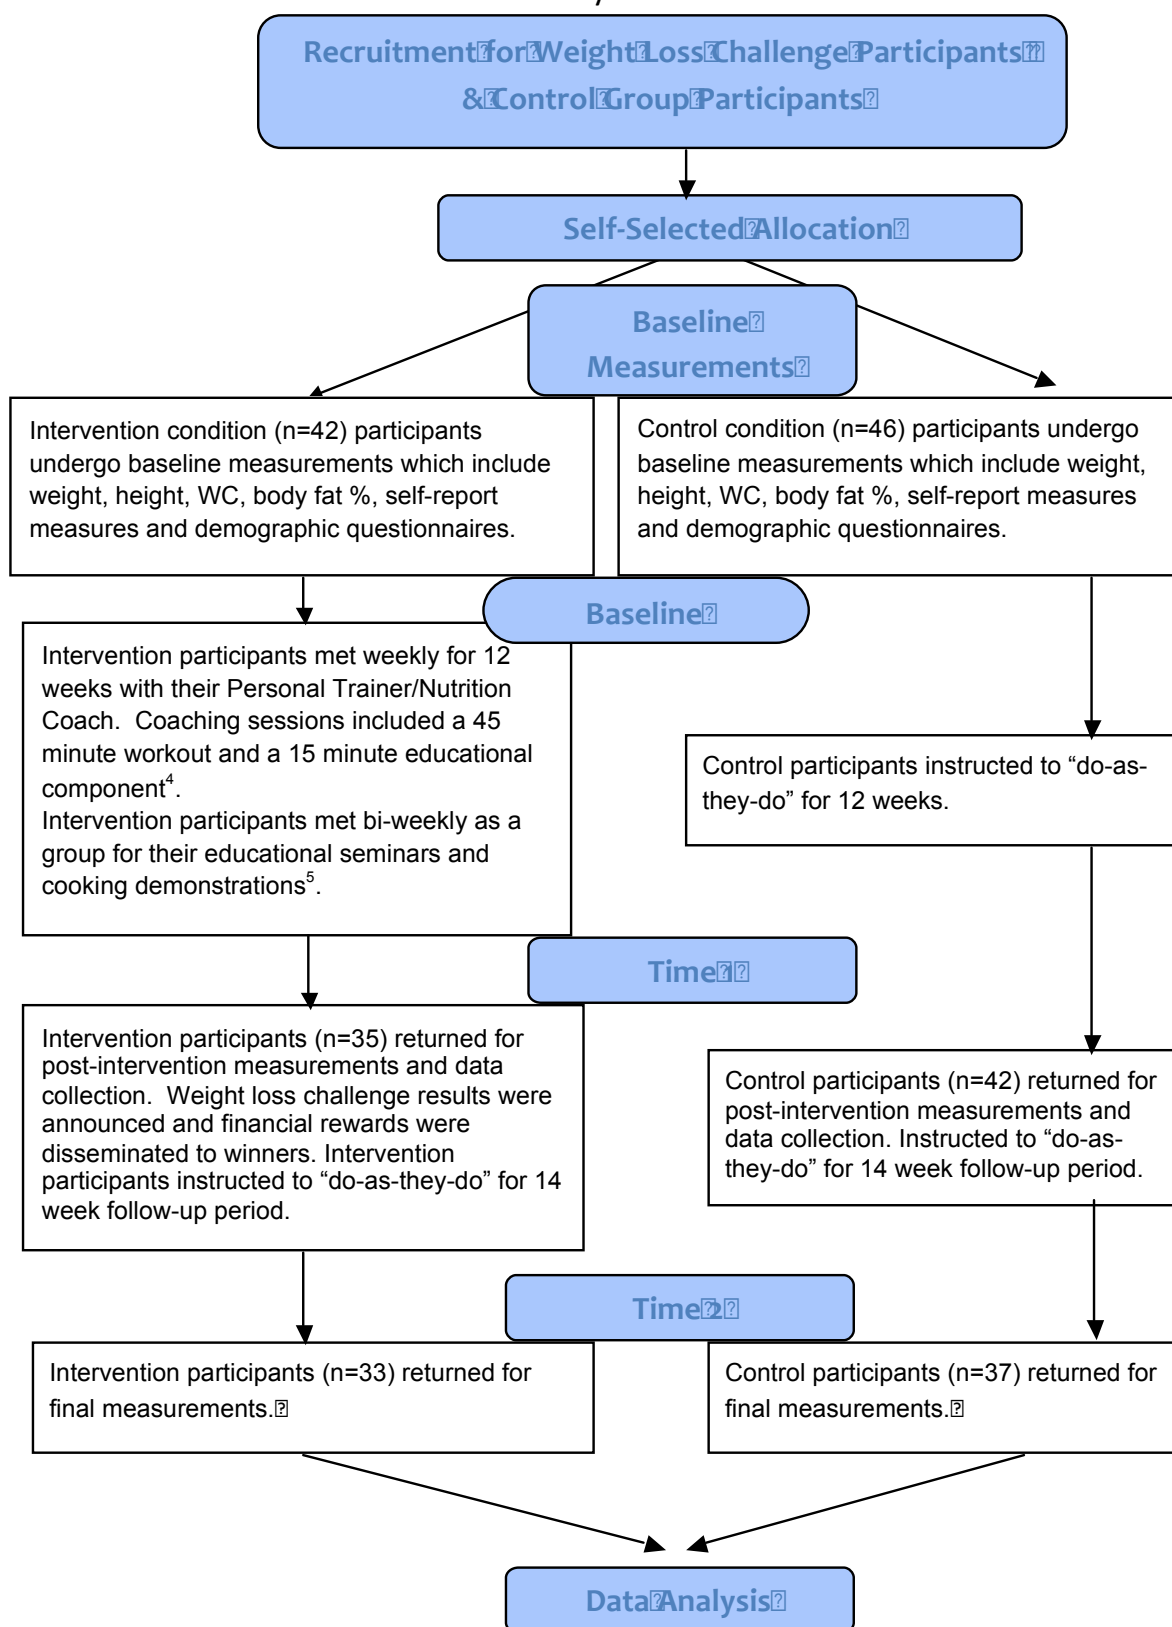 Recruitment for Weight Loss Challenge Participants
& Control Group Participants
Self-Selected Allocation
Baseline
Measurements
Intervention condition (n=42) participants
undergo baseline measurements which include
weight, height, WC, body fat %, self-report
measures and demographic questionnaires.
Control condition (n=46) participants undergo
baseline measurements which include weight,
height, WC, body fat %, self-report measures
and demographic questionnaires.
Baseline
Intervention participants met weekly for 12
weeks with their Personal Trainer/Nutrition
Coach.  Coaching sessions included a 45
minute workout and a 15 minute educational
component⁴.
Intervention participants met bi-weekly as a
group for their educational seminars and
cooking demonstrations⁵.
Control participants instructed to “do-as-
they-do” for 12 weeks.
Time 1
Intervention participants (n=35) returned for
post-intervention measurements and data
collection.  Weight loss challenge results were
announced and financial rewards were
disseminated to winners. Intervention
participants instructed to “do-as-they-do” for 14
week follow-up period.
Control participants (n=42) returned for
post-intervention measurements and
data collection. Instructed to “do-as-
they-do” for 14 week follow-up period.
Time 2
Intervention participants (n=33) returned for
final measurements.
Control participants (n=37) returned for
final measurements.
Data Analysis